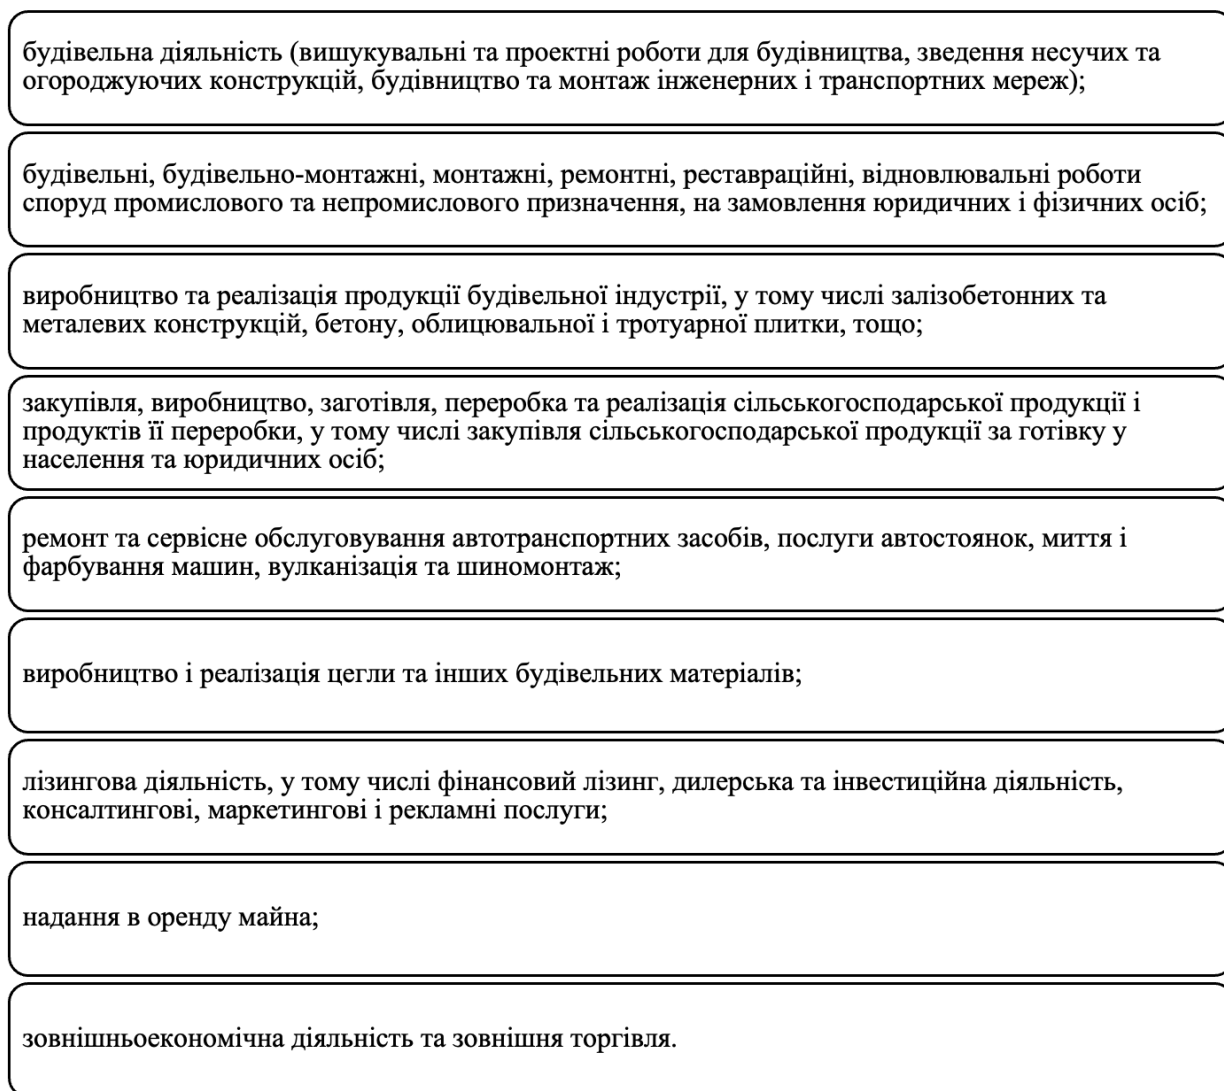 будівельна діяльність (вишукувальні та проектні роботи для будівництва, зведення несучих та
огороджуючих конструкцій, будівництво та монтаж інженерних і транспортних мереж);
будівельні, будівельно-монтажні, монтажні, ремонтні, реставраційні, відновлювальні роботи
споруд промислового та непромислового призначення, на замовлення юридичних і фізичних осіб;
виробництво та реалізація продукції будівельної індустрії, у тому числі залізобетонних та
металевих конструкцій, бетону, облицювальної і тротуарної плитки, тощо;
закупівля, виробництво, заготівля, переробка та реалізація сільськогосподарської продукції і
продуктів її переробки, у тому числі закупівля сільськогосподарської продукції за готівку у
населення та юридичних осіб;
ремонт та сервісне обслуговування автотранспортних засобів, послуги автостоянок, миття і
фарбування машин, вулканізація та шиномонтаж;
виробництво і реалізація цегли та інших будівельних матеріалів;
лізингова діяльність, у тому числі фінансовий лізинг, дилерська та інвестиційна діяльність,
консалтингові, маркетингові і рекламні послуги;
надання в оренду майна;
зовнішньоекономічна діяльність та зовнішня торгівля.